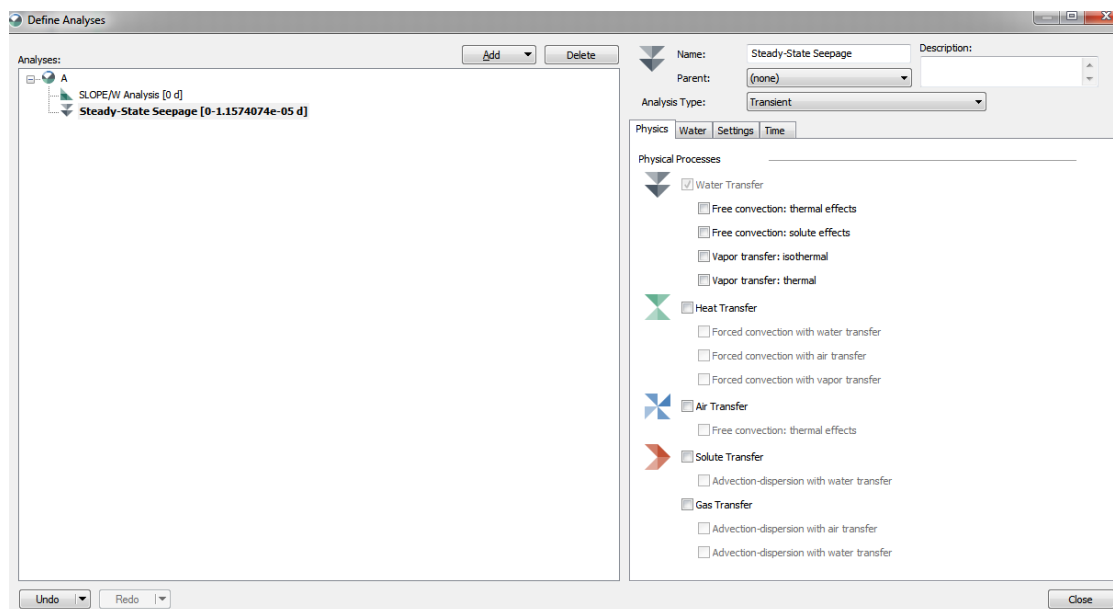 Define Analyses
Analyses:
Add
Delete
A
SLOPE/W Analysis [0 d]
Steady-State Seepage [0-1.1574074e-05 d]
Name:
Steady-State Seepage
Description:
Parent:
(none)
Analysis Type:
Transient
Physics
Water
Settings
Time
Physical Processes
Water Transfer
Free convection: thermal effects
Free convection: solute effects
Vapor transfer: isothermal
Vapor transfer: thermal
Heat Transfer
Forced convection with water transfer
Forced convection with air transfer
Forced convection with vapor transfer
Air Transfer
Free convection: thermal effects
Solute Transfer
Advection-dispersion with water transfer
Gas Transfer
Advection-dispersion with air transfer
Advection-dispersion with water transfer
Undo
Redo
Close